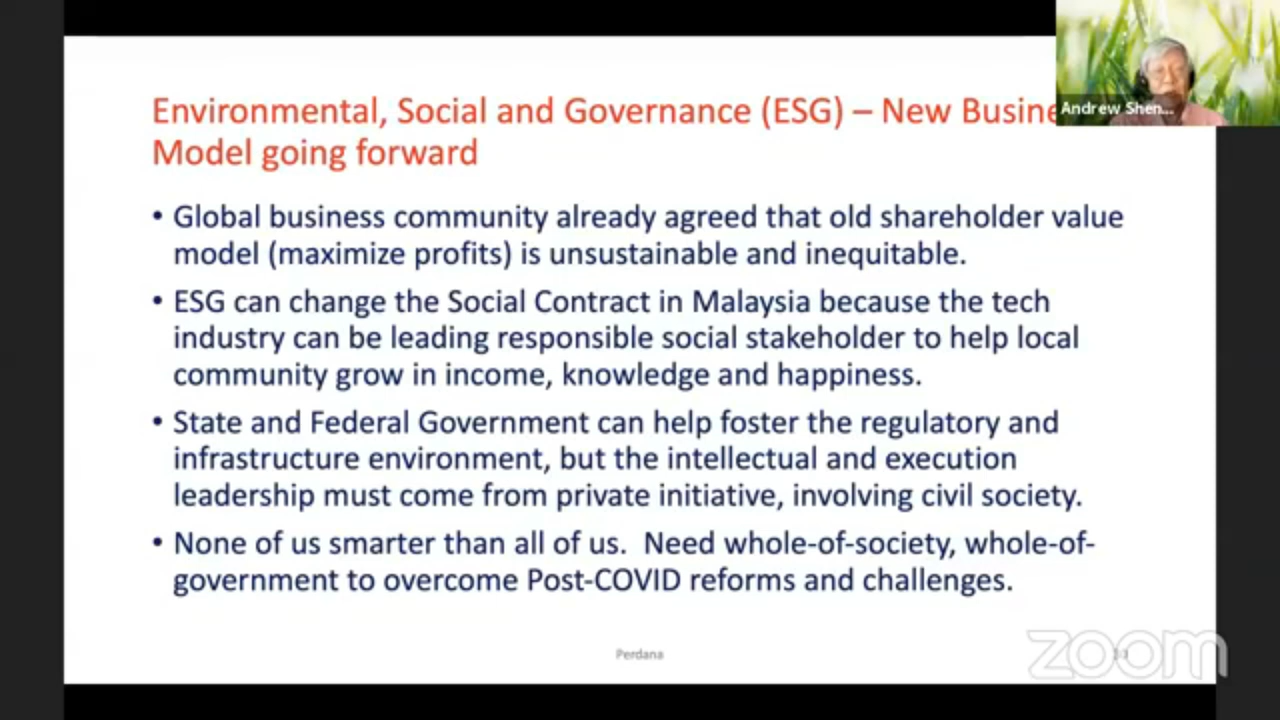 Environmental, Social and Governance (ESG) – New Busine
Model going forward
Andrew Shen...
• Global business community already agreed that old shareholder value
model (maximize profits) is unsustainable and inequitable.
• ESG can change the Social Contract in Malaysia because the tech
industry can be leading responsible social stakeholder to help local
community grow in income, knowledge and happiness.
• State and Federal Government can help foster the regulatory and
infrastructure environment, but the intellectual and execution
leadership must come from private initiative, involving civil society.
• None of us smarter than all of us.  Need whole-of-society, whole-of-
government to overcome Post-COVID reforms and challenges.
Perdana
zoom